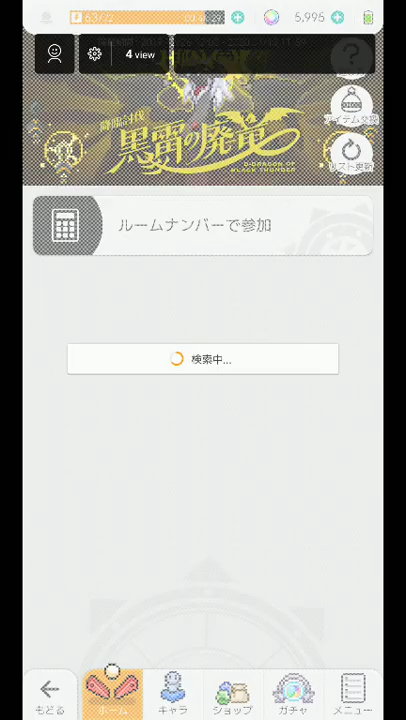 63/72
5,995
4 view
?
降臨討伐
黒雷の廃竜
D-DRAGON OF
BLACK THUNDER
アイテム交換
リスト更新
ルームナンバーで参加
検索中...
もどる
ホーム
キャラ
ショップ
ガチャ
メニュー